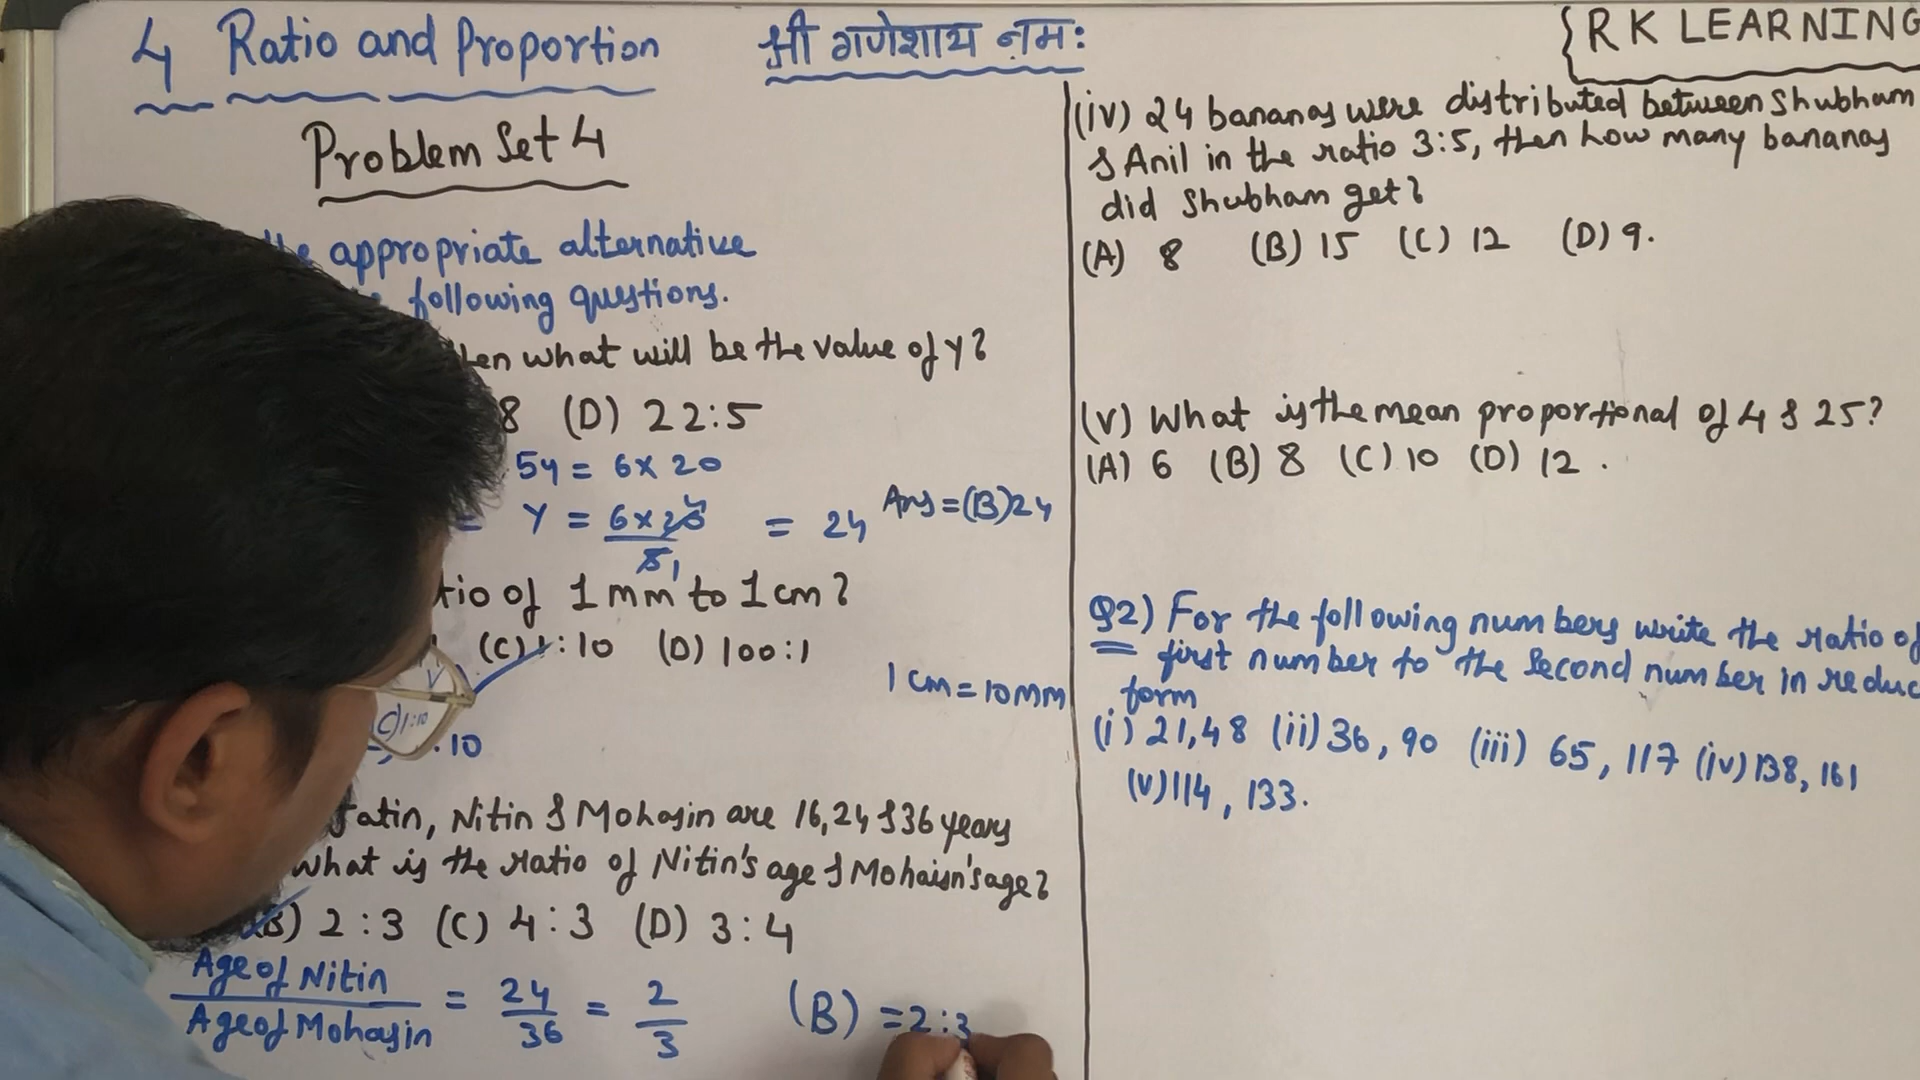 4 Ratio and Proportion
श्री गणेशाय नमः
{RK LEARNING
Problem Set 4
appropriate alternative
following questions.
what will be the value of y?
8 (D) 22:5
5y = 6 x 20
= Y = 6 x 20 / 5 = 24 Ans = (B) 24
4
1
of 1 mm to 1 cm?
(C) 1:10 (D) 100:1
1 cm = 10 mm
C) 1:10
10
Jatin, Nitin & Mohasin are 16, 24 & 36 years
what is the ratio of Nitin's age & Mohaisn's age?
(B) 2:3 (C) 4:3 (D) 3:4
Age of Nitin / Age of Mohasin = 24/36 = 2/3 (B) = 2:3
(iv) 24 bananas were distributed between Shubham
& Anil in the ratio 3:5, then how many bananas
did Shubham get?
(A) 8 (B) 15 (C) 12 (D) 9.
(v) What is the mean proportional of 4 & 25?
(A) 6 (B) 8 (C) 10 (D) 12.
Q2) For the following numbers write the ratio of
first number to the second number in reduc
form
(i) 21, 48 (ii) 36, 90 (iii) 65, 117 (iv) 138, 161
(v) 114, 133.